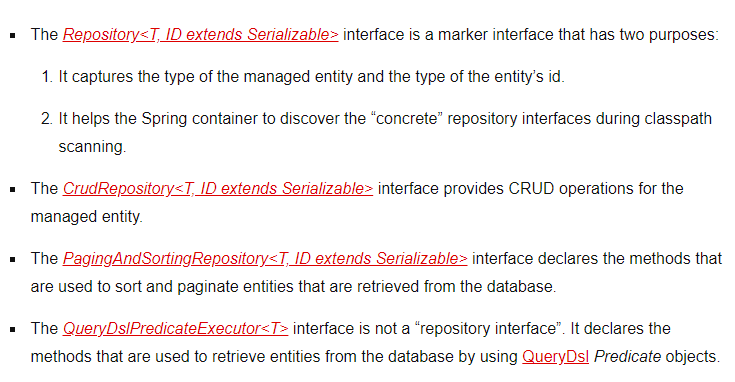 ▪ The Repository<T, ID extends Serializable> interface is a marker interface that has two purposes:
1. It captures the type of the managed entity and the type of the entity’s id.
2. It helps the Spring container to discover the “concrete” repository interfaces during classpath
scanning.
▪ The CrudRepository<T, ID extends Serializable> interface provides CRUD operations for the
managed entity.
▪ The PagingAndSortingRepository<T, ID extends Serializable> interface declares the methods that
are used to sort and paginate entities that are retrieved from the database.
▪ The QueryDslPredicateExecutor<T> interface is not a “repository interface”. It declares the
methods that are used to retrieve entities from the database by using QueryDsl Predicate objects.